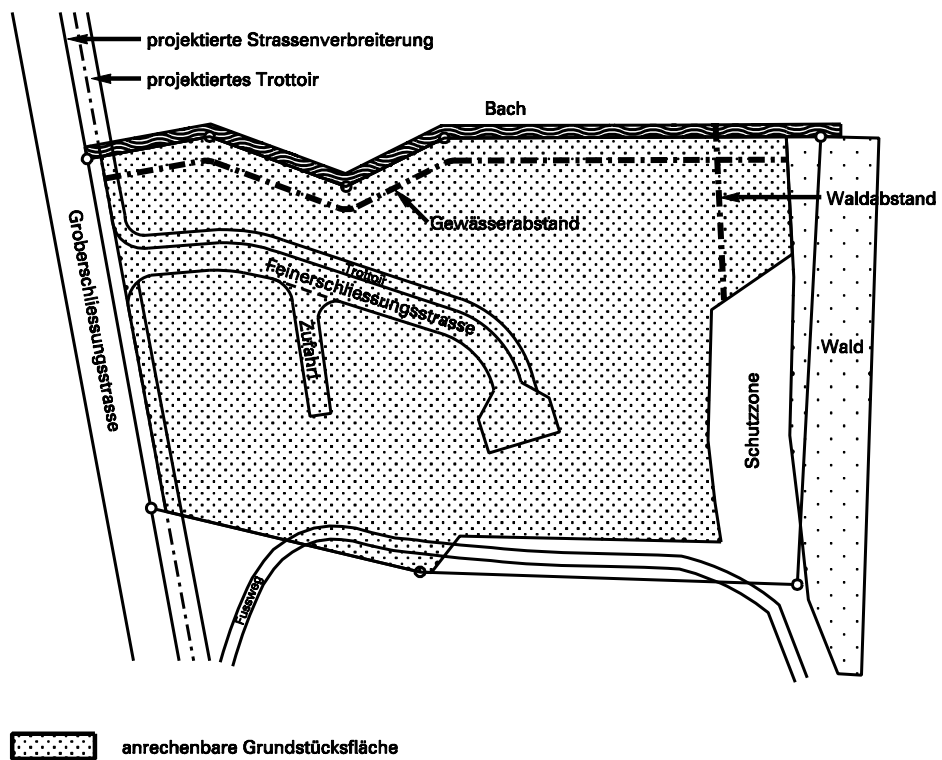 projektierte Strassenverbreiterung
projektiertes Trottoir
Bach
Waldabstand
Gewässerabstand
Groberschliessungsstrasse
Trottoir
Feinerschliessungsstrasse
Zufahrt
Wald
Schutzzone
Fussweg
anrechenbare Grundstücksfläche